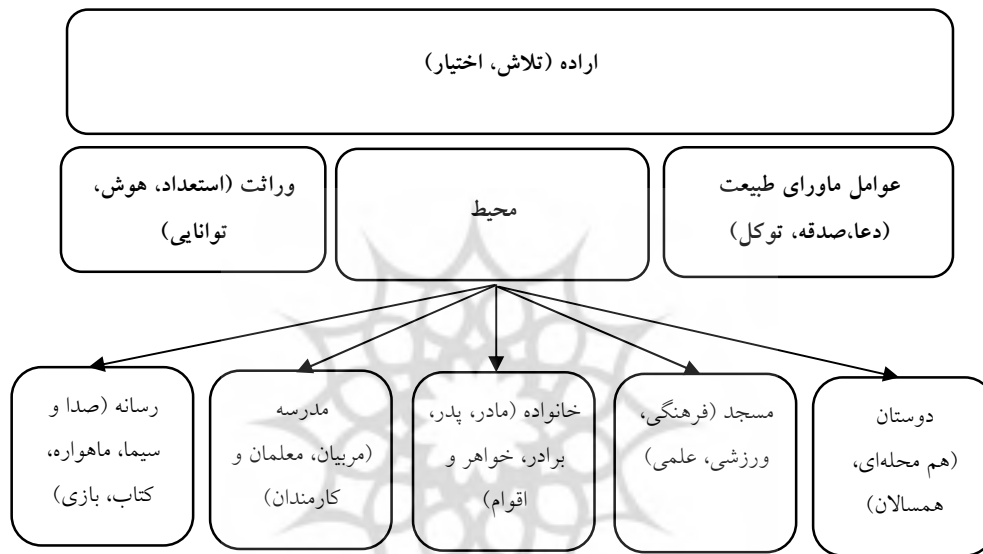 اراده (تلاش، اختیار)
عوامل ماورای طبیعت
(دعا،صدقه، توکل)
محیط
وراثت (استعداد، هوش،
توانایی)
دوستان
(هم محله‌ای،
همسالان)
مسجد (فرهنگی،
ورزشی، علمی)
خانواده (مادر، پدر،
برادر، خواهر و
اقوام)
مدرسه
(مربیان، معلمان و
کارمندان)
رسانه (صدا و
سیما، ماهواره،
کتاب، بازی)